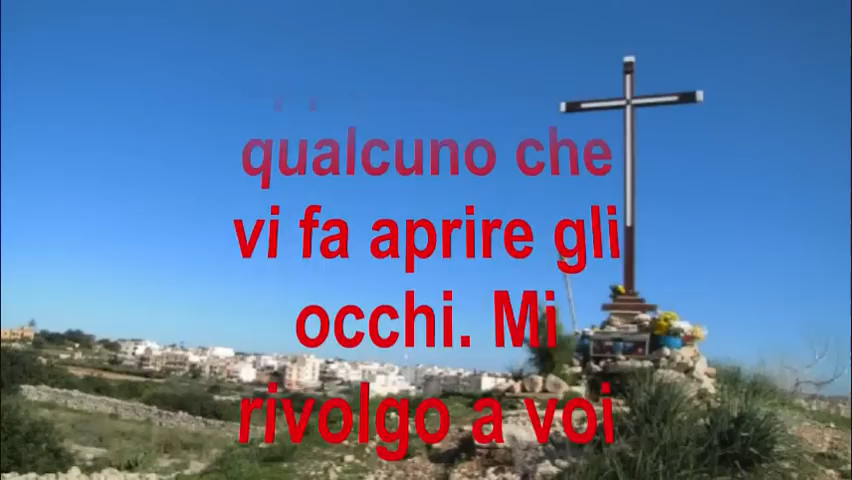 qualcuno che
vi fa aprire gli
occhi. Mi
rivolgo a voi